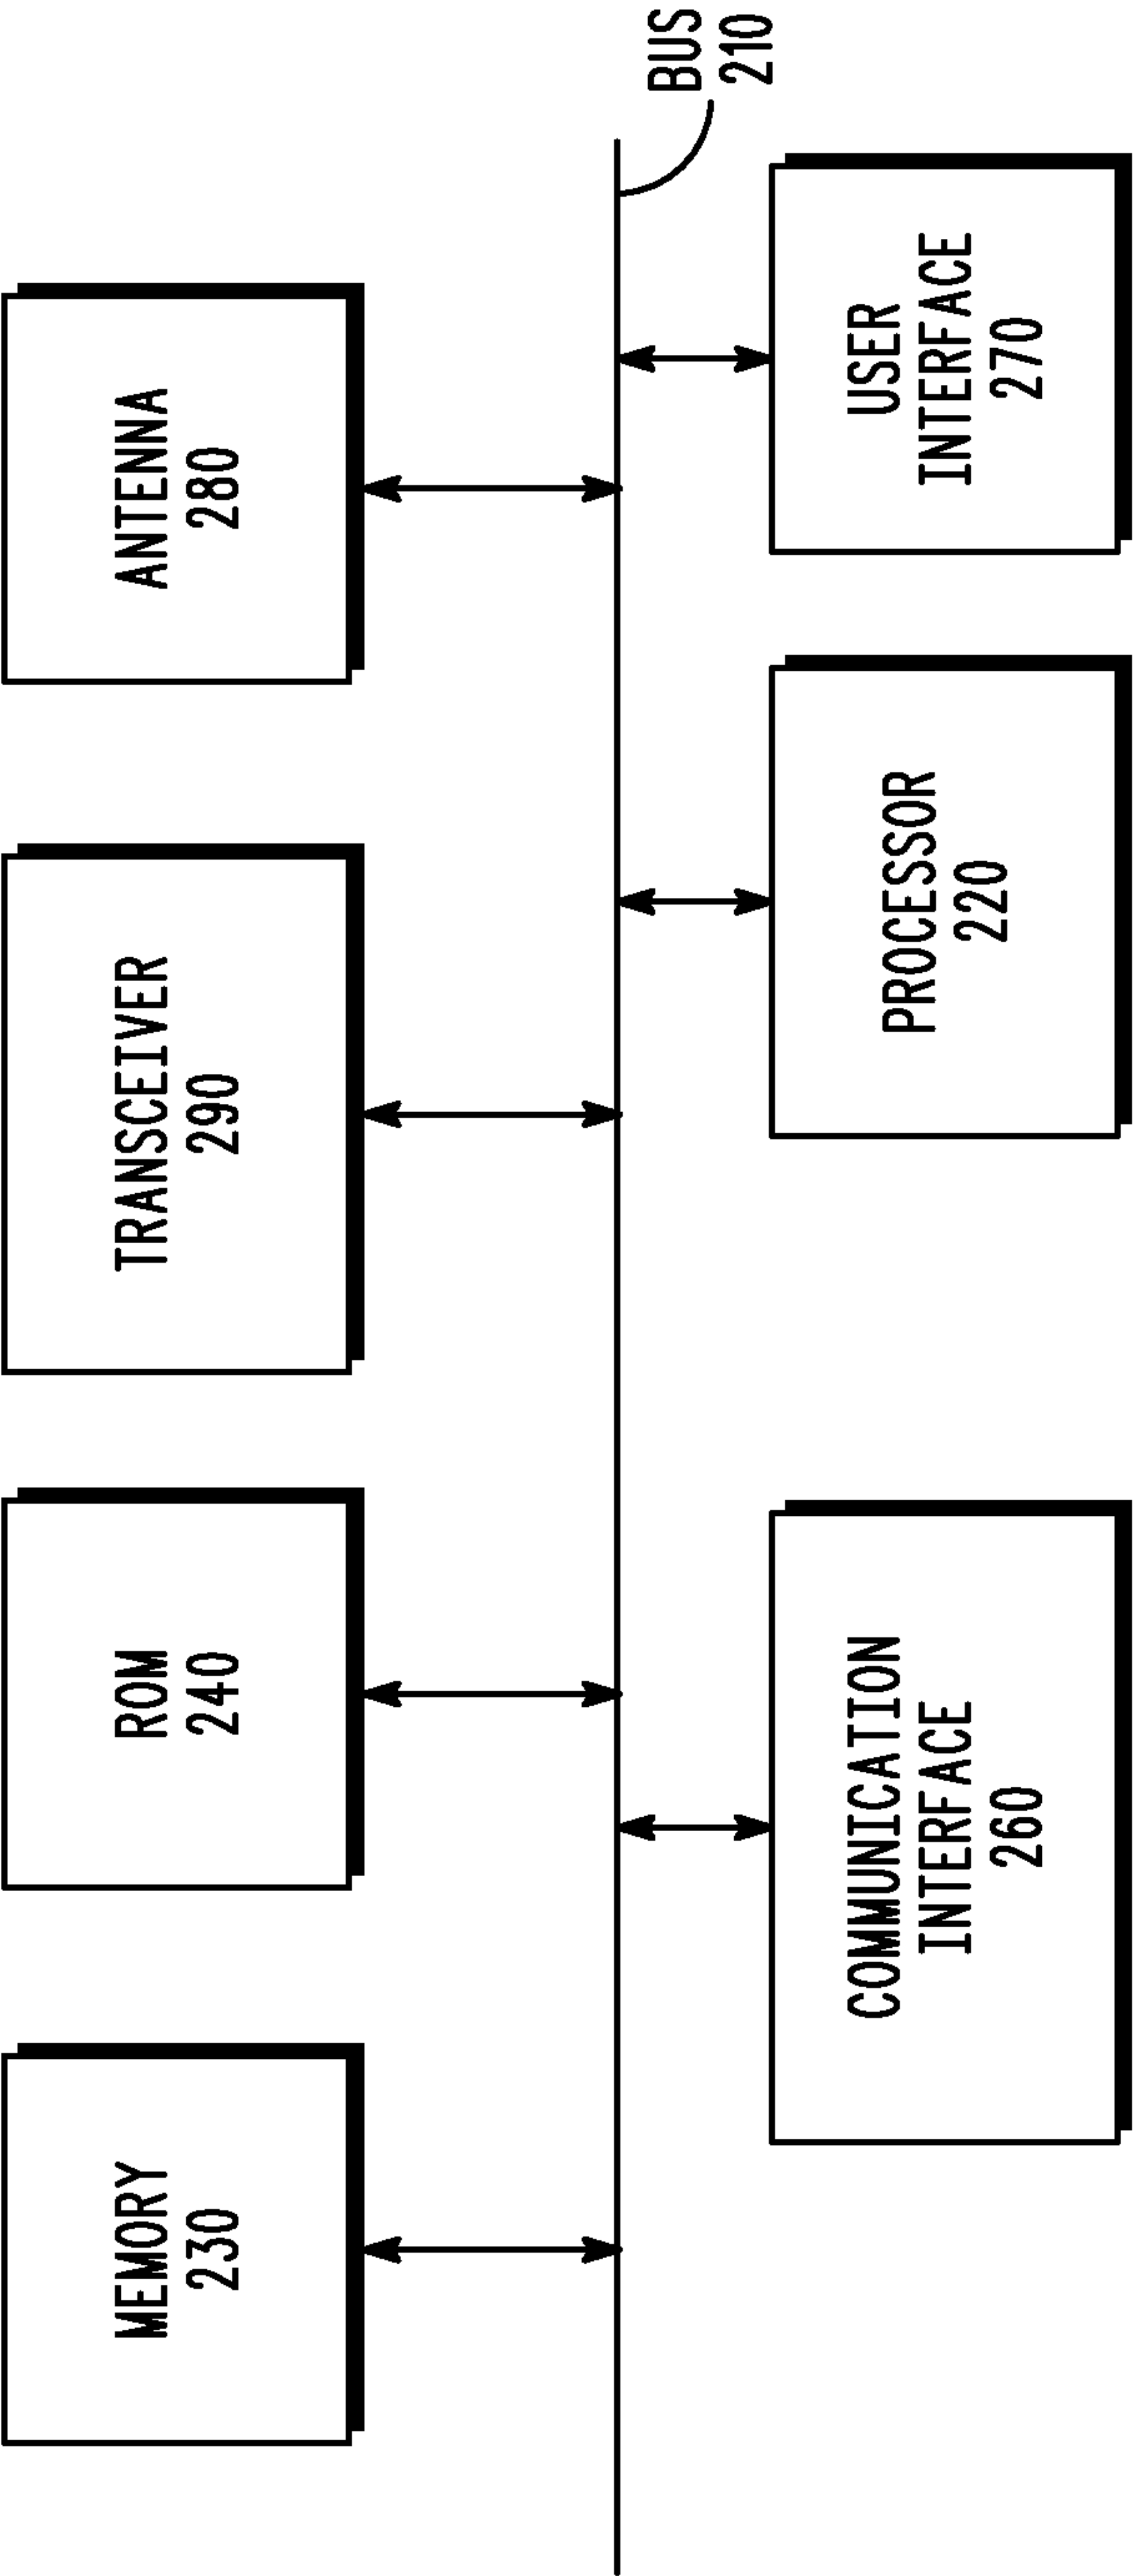 MEMORY
230
ROM
240
TRANSCEIVER
290
ANTENNA
280
BUS
210
COMMUNICATION
INTERFACE
260
PROCESSOR
220
USER
INTERFACE
270